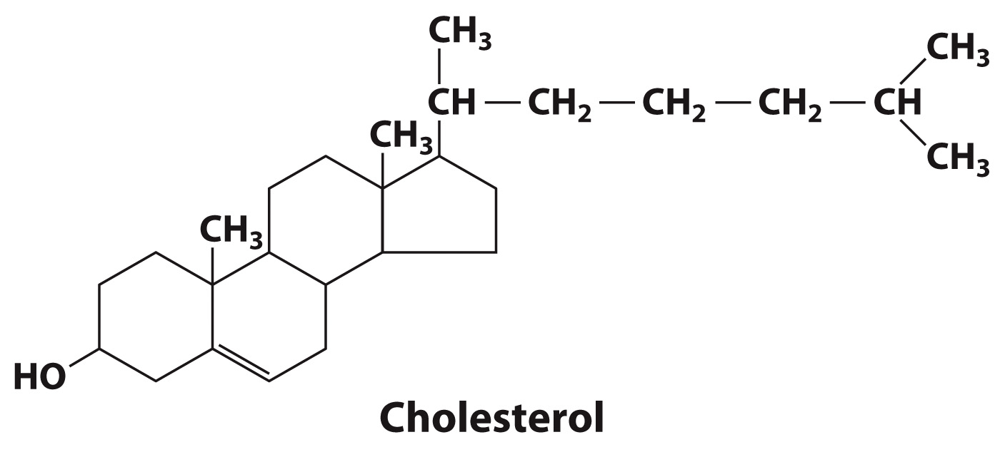 CH₃
CH — CH₂ — CH₂ — CH₂ — CH
CH₃
CH₃
CH₃
CH₃
HO
Cholesterol